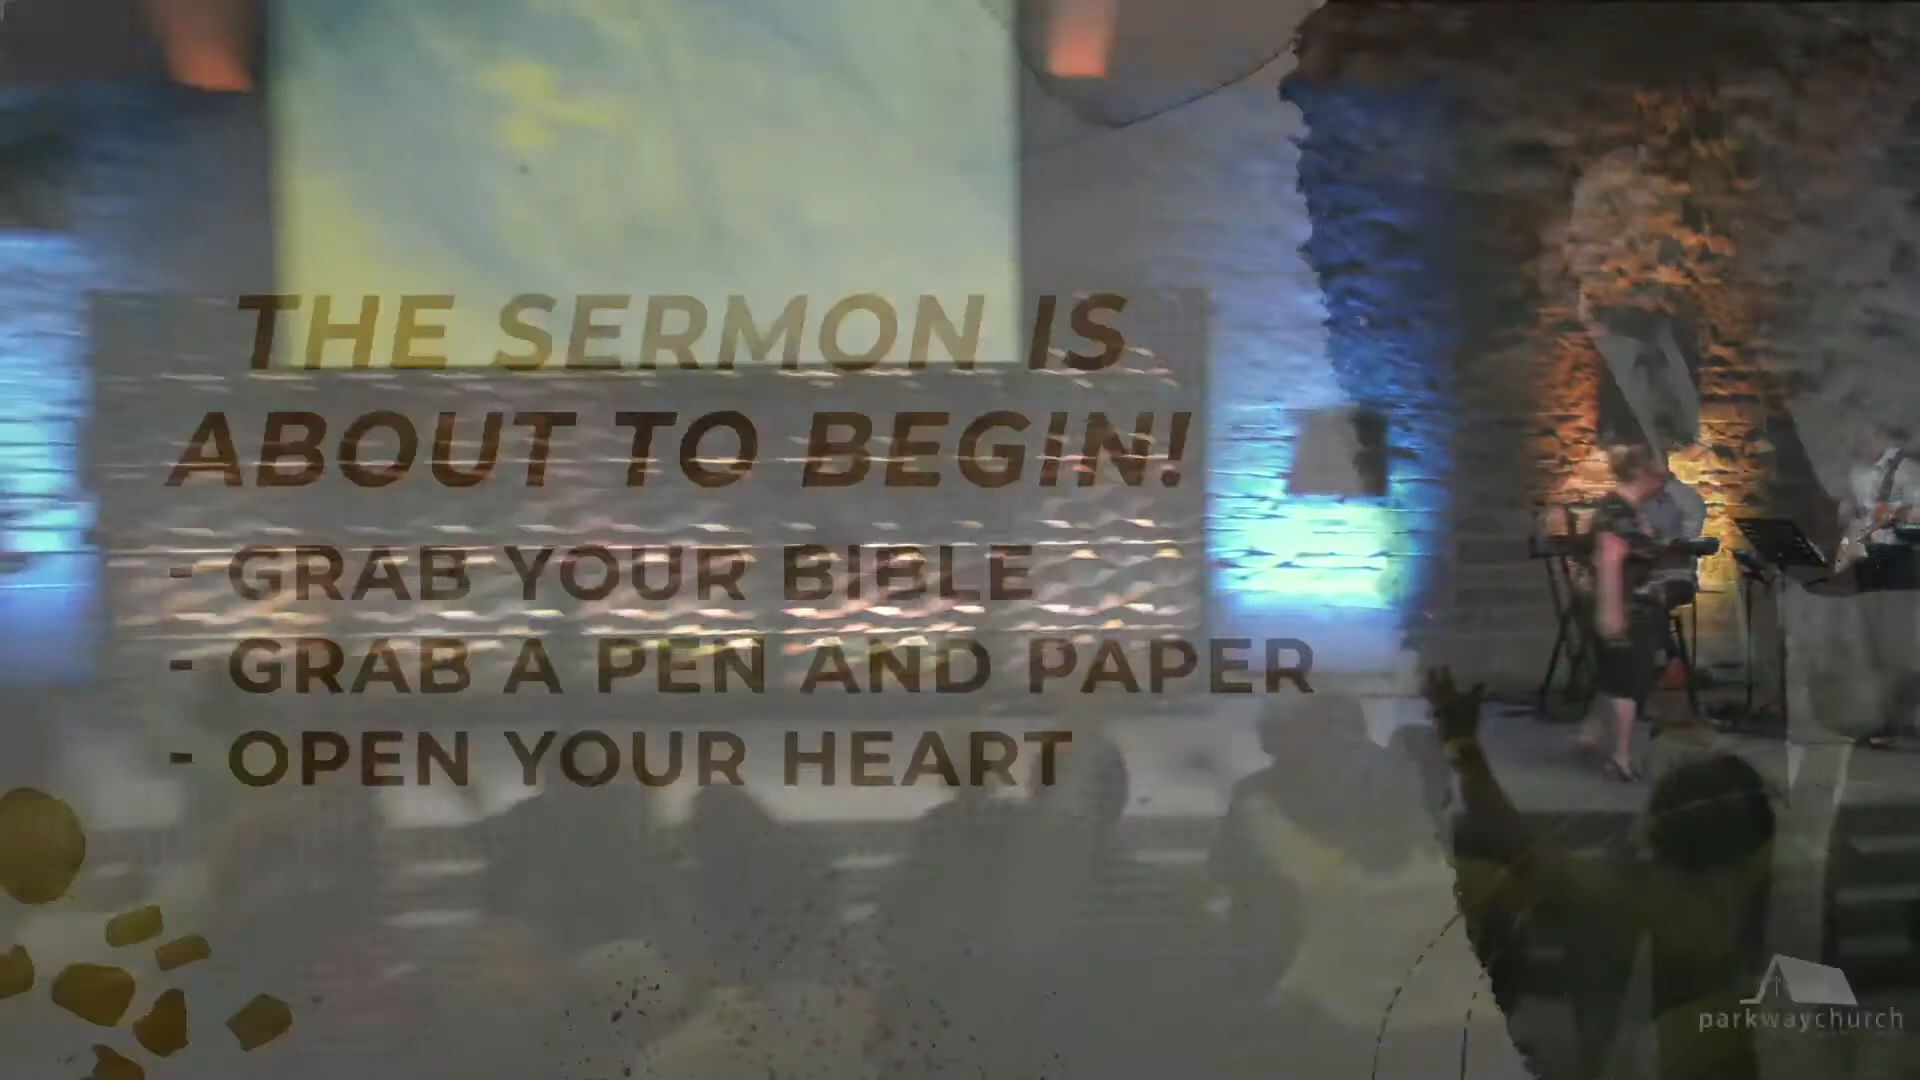 THE SERMON IS
ABOUT TO BEGIN!
- GRAB YOUR BIBLE
- GRAB A PEN AND PAPER
- OPEN YOUR HEART
parkwaychurch